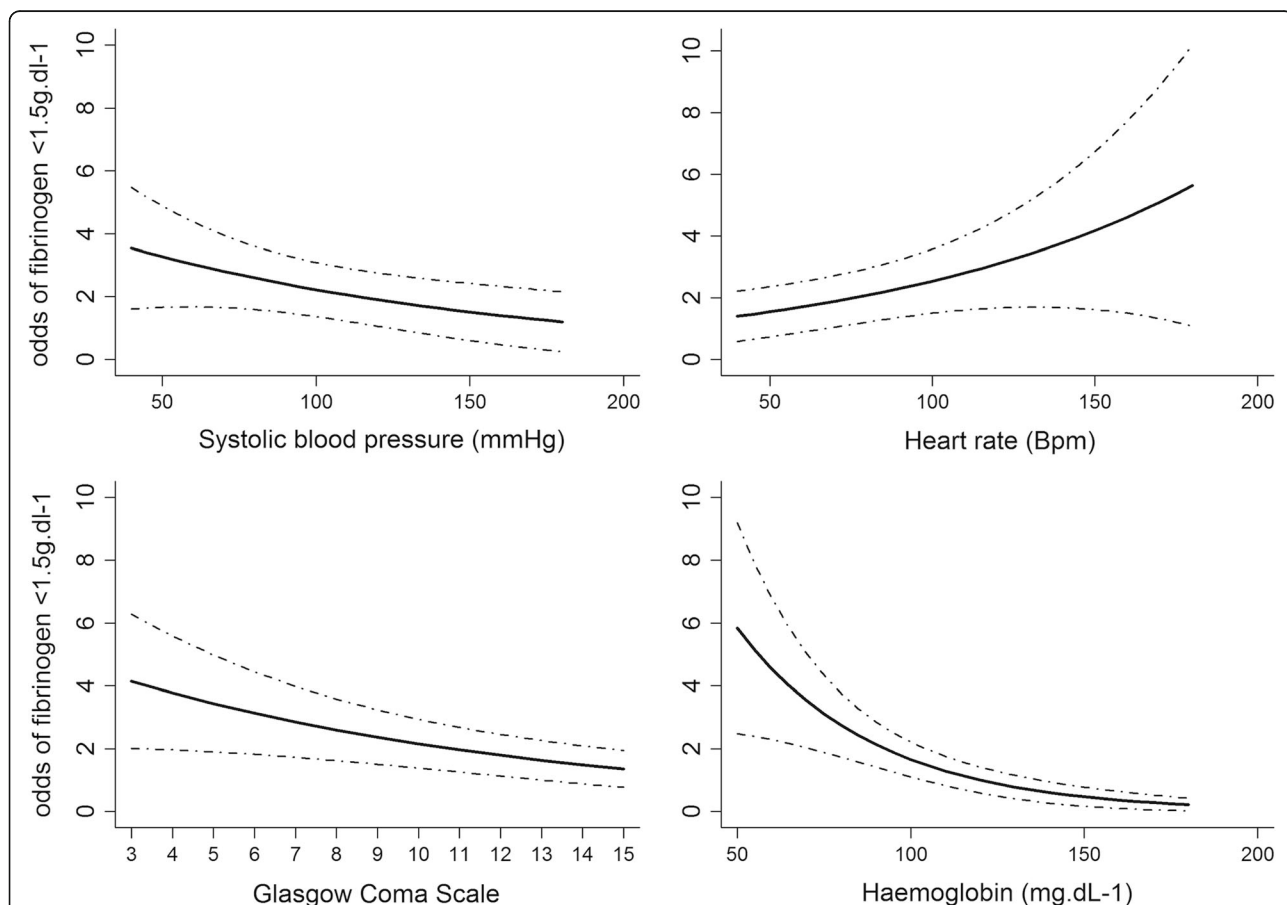 odds of fibrinogen <1.5g.dl-1
10
8
6
4
2
0
50 100 150 200
Systolic blood pressure (mmHg)
10
8
6
4
2
0
50 100 150 200
Heart rate (Bpm)
odds of fibrinogen <1.5g.dl-1
10
8
6
4
2
0
3 4 5 6 7 8 9 10 11 12 13 14 15
Glasgow Coma Scale
10
8
6
4
2
0
50 100 150 200
Haemoglobin (mg.dL-1)